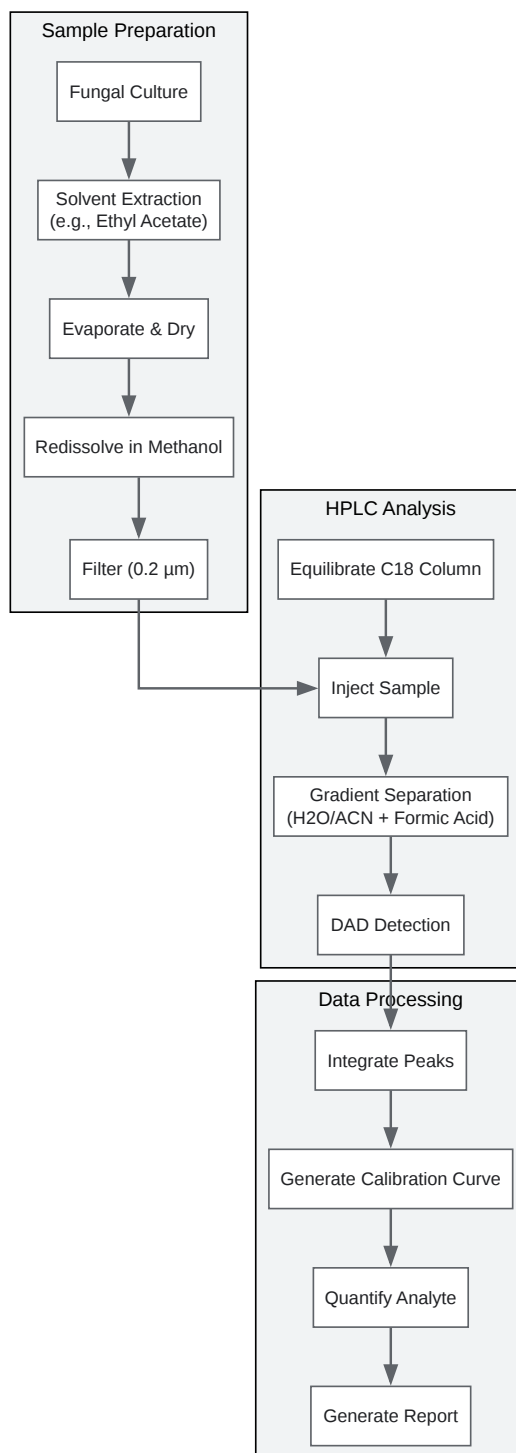 Sample Preparation
Fungal Culture
Solvent Extraction
(e.g., Ethyl Acetate)
Evaporate & Dry
Redissolve in Methanol
Filter (0.2 µm)
HPLC Analysis
Equilibrate C18 Column
Inject Sample
Gradient Separation
(H2O/ACN + Formic Acid)
DAD Detection
Data Processing
Integrate Peaks
Generate Calibration Curve
Quantify Analyte
Generate Report